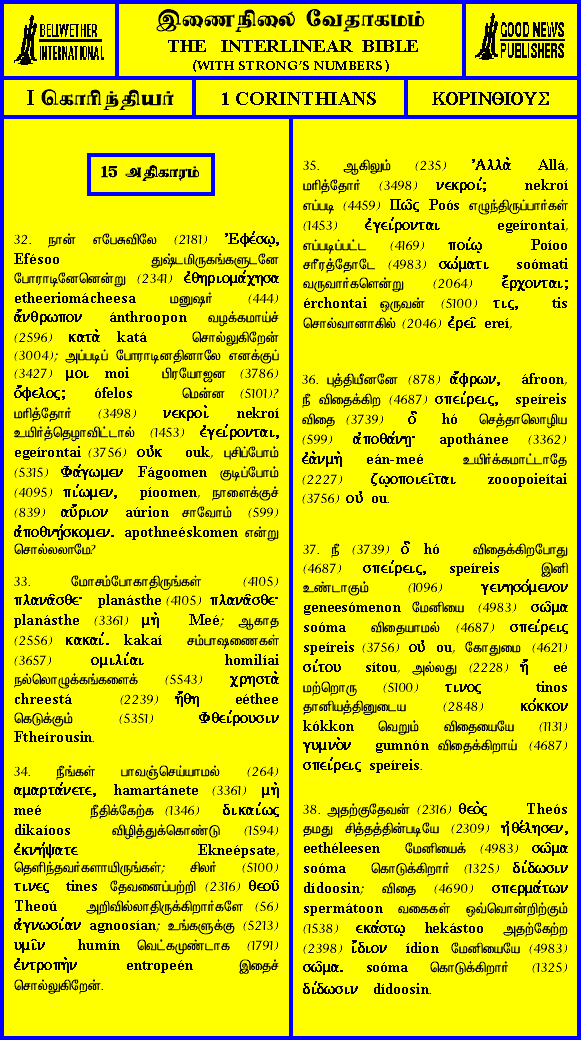 BELLWETHER
INTERNATIONAL
இணைநிலை வேதாகமம்
THE INTERLINEAR BIBLE
(WITH STRONG'S NUMBERS)
GOOD NEWS
PUBLISHERS
I கொரிந்தியர்
1 CORINTHIANS
ΚΟΡΙΝΘΙΟΥΣ
15 அதிகாரம்
32. நான் எபேசுவிலே (2181) Ἐφέσῳ,
Efésoo துஷ்டமிருகங்களுடனே
போராடினேனென்று (2341) ἐθηριομάχησα
etheeriomácheesa மனுஷர் (444)
ἄνθρωπον ánthroopon வழக்கமாய்ச்
(2596) κατὰ katá சொல்லுகிறேன்
(3004); அப்படிப் போராடினதினாலே எனக்குப்
(3427) μοι moi பிரயோஜன (3786)
ὄφελος; ófelos மென்ன (5101)?
மரித்தோர் (3498) νεκροὶ nekroí
உயிர்த்தெழாவிட்டால் (1453) ἐγείρονται,
egeírontai (3756) οὐκ ouk, புசிப்போம்
(5315) Φάγωμεν Fágoomen குடிப்போம்
(4095) πίωμεν, píoomen, நாளைக்குச்
(839) αὔριον aúrion சாவோம் (599)
ἀποθνήσκομεν. apothneéskomen என்று
சொல்லலாமே?
33. மோசம்போகாதிருங்கள் (4105)
πλανᾶσθε· planásthe (4105) πλανᾶσθε·
planásthe (3361) μὴ Meé; ஆகாத
(2556) κακαί. kakaí சம்பாஷணைகள்
(3657) ομιλίαι homilíai
நல்லொழுக்கங்களைக் (5543) χρηστὰ
chreestá (2239) ἤθη eéthee
கெடுக்கும் (5351) Φθείρουσιν
Ftheírousin.
34. நீங்கள் பாவஞ்செய்யாமல் (264)
αμαρτάνετε, hamartánete (3361) μὴ
meé நீதிக்கேற்க (1346) δικαίως
dikaíoos விழித்துக்கொண்டு (1594)
ἐκνήψατε Ekneépsate,
தெளிந்தவர்களாயிருங்கள்; சிலர் (5100)
τινες tines தேவனைப்பற்றி (2316) θεοῦ
Theoú அறிவில்லாதிருக்கிறார்களே (56)
ἀγνωσίαν agnoosían; உங்களுக்கு (5213)
υμῖν humín வெட்கமுண்டாக (1791)
ἐντροπὴν entropeén இதைச்
சொல்லுகிறேன்.
35. ஆகிலும் (235) Ἀλλὰ Allá,
மரித்தோர் (3498) νεκροί; nekroí
எப்படி (4459) Πῶς Poós எழுந்திருப்பார்கள்
(1453) ἐγείρονται egeírontai,
எப்படிப்பட்ட (4169) ποίῳ Poíoo
சரீரத்தோடே (4983) σώματι soómati
வருவார்களென்று (2064) ἔρχονται;
érchontai ஒருவன் (5100) τις, tis
சொல்வானாகில் (2046) ἐρεῖ ereí,
36. புத்தியீனனே (878) ἄφρων, áfroon,
நீ விதைக்கிற (4687) σπείρεις, speíreis
விதை (3739) ὃ hó செத்தாலொழிய
(599) ἀποθάνῃ· apothánee (3362)
ἐὰνμὴ eán-meé உயிர்க்கமாட்டாதே
(2227) ζῳοποιεῖται zooopoieítai
(3756) οὐ ou.
37. நீ (3739) ὃ hó விதைக்கிறபோது
(4687) σπείρεις, speíreis இனி
உண்டாகும் (1096) γενησόμενον
geneesómenon மேனியை (4983) σῶμα
soóma விதையாமல் (4687) σπείρεις
speíreis (3756) οὐ ou, கோதுமை (4621)
σίτου sítou, அல்லது (2228) ἤ eé
மற்றொரு (5100) τινος tinos
தானியத்தினுடைய (2848) κόκκον
kókkon வெறும் விதையையே (1131)
γυμνὸν gumnón விதைக்கிறாய் (4687)
σπείρεις speíreis.
38. அதற்குதேவன் (2316) θεὸς Theós
தமது சித்தத்தின்படியே (2309) ἠθέλησεν,
eethéleesen மேனியைக் (4983) σῶμα
soóma கொடுக்கிறார் (1325) δίδωσιν
dídoosin; விதை (4690) σπερμάτων
spermátoon வகைகள் ஒவ்வொன்றிற்கும்
(1538) εκάστῳ hekástoo அதற்கேற்ற
(2398) ἴδιον ídion மேனியையே (4983)
σῶμα. soóma கொடுக்கிறார் (1325)
δίδωσιν dídoosin.